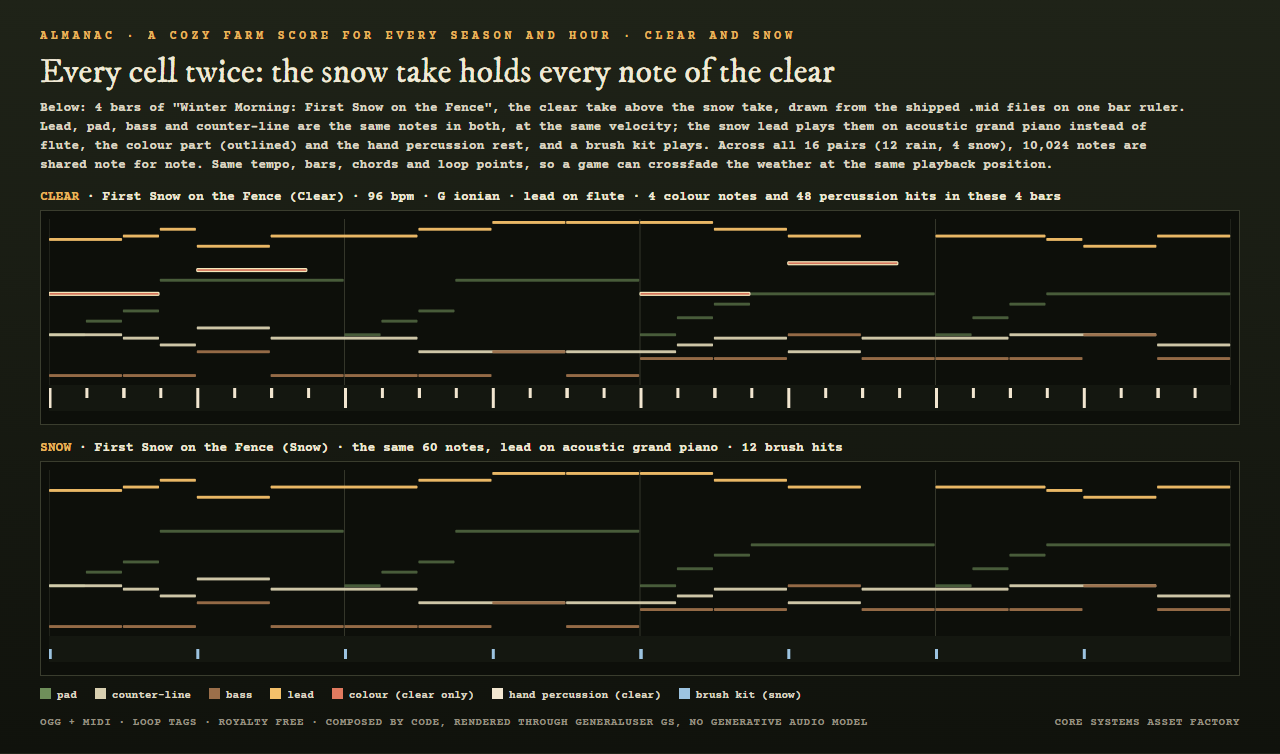 ALMANAC · A COZY FARM SCORE FOR EVERY SEASON AND HOUR · CLEAR AND SNOW
Every cell twice: the snow take holds every note of the clear
Below: 4 bars of "Winter Morning: First Snow on the Fence", the clear take above the snow take, drawn from the shipped .mid files on one bar ruler.
Lead, pad, bass and counter-line are the same notes in both, at the same velocity; the snow lead plays them on acoustic grand piano instead of
flute, the colour part (outlined) and the hand percussion rest, and a brush kit plays. Across all 16 pairs (12 rain, 4 snow), 10,024 notes are
shared note for note. Same tempo, bars, chords and loop points, so a game can crossfade the weather at the same playback position.
CLEAR · First Snow on the Fence (Clear) · 96 bpm · G ionian · lead on flute · 4 colour notes and 48 percussion hits in these 4 bars
SNOW · First Snow on the Fence (Snow) · the same 60 notes, lead on acoustic grand piano · 12 brush hits
pad counter-line bass lead colour (clear only) hand percussion (clear) brush kit (snow)
OGG + MIDI · LOOP TAGS · ROYALTY FREE · COMPOSED BY CODE, RENDERED THROUGH GENERALUSER GS, NO GENERATIVE AUDIO MODEL CORE SYSTEMS ASSET FACTORY